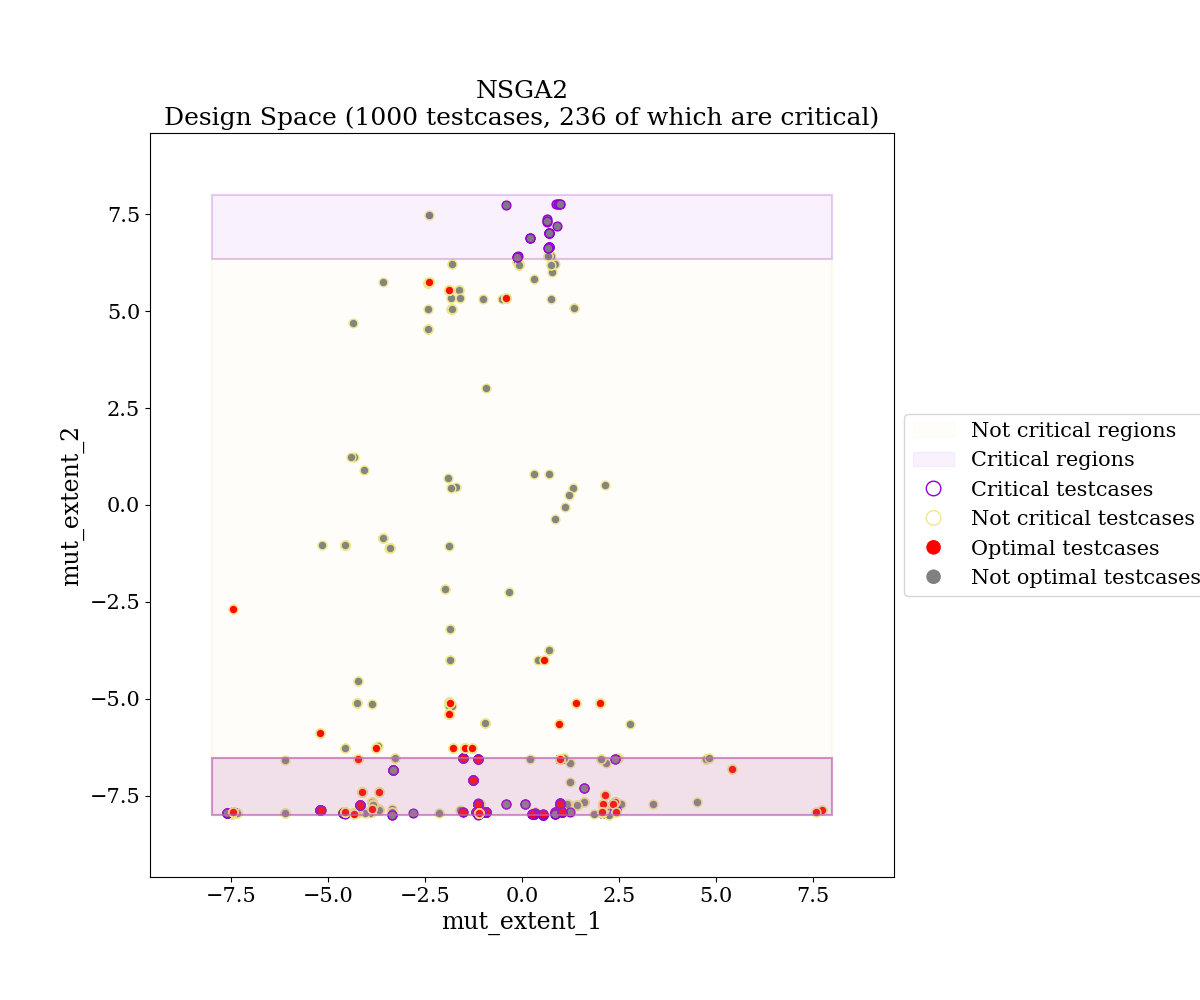 NSGA2
Design Space (1000 testcases, 236 of which are critical)
7.5
5.0
2.5
0.0
−2.5
−5.0
−7.5
mut_extent_2
−7.5
−5.0
−2.5
0.0
2.5
5.0
7.5
mut_extent_1
Not critical regions
Critical regions
Critical testcases
Not critical testcases
Optimal testcases
Not optimal testcases